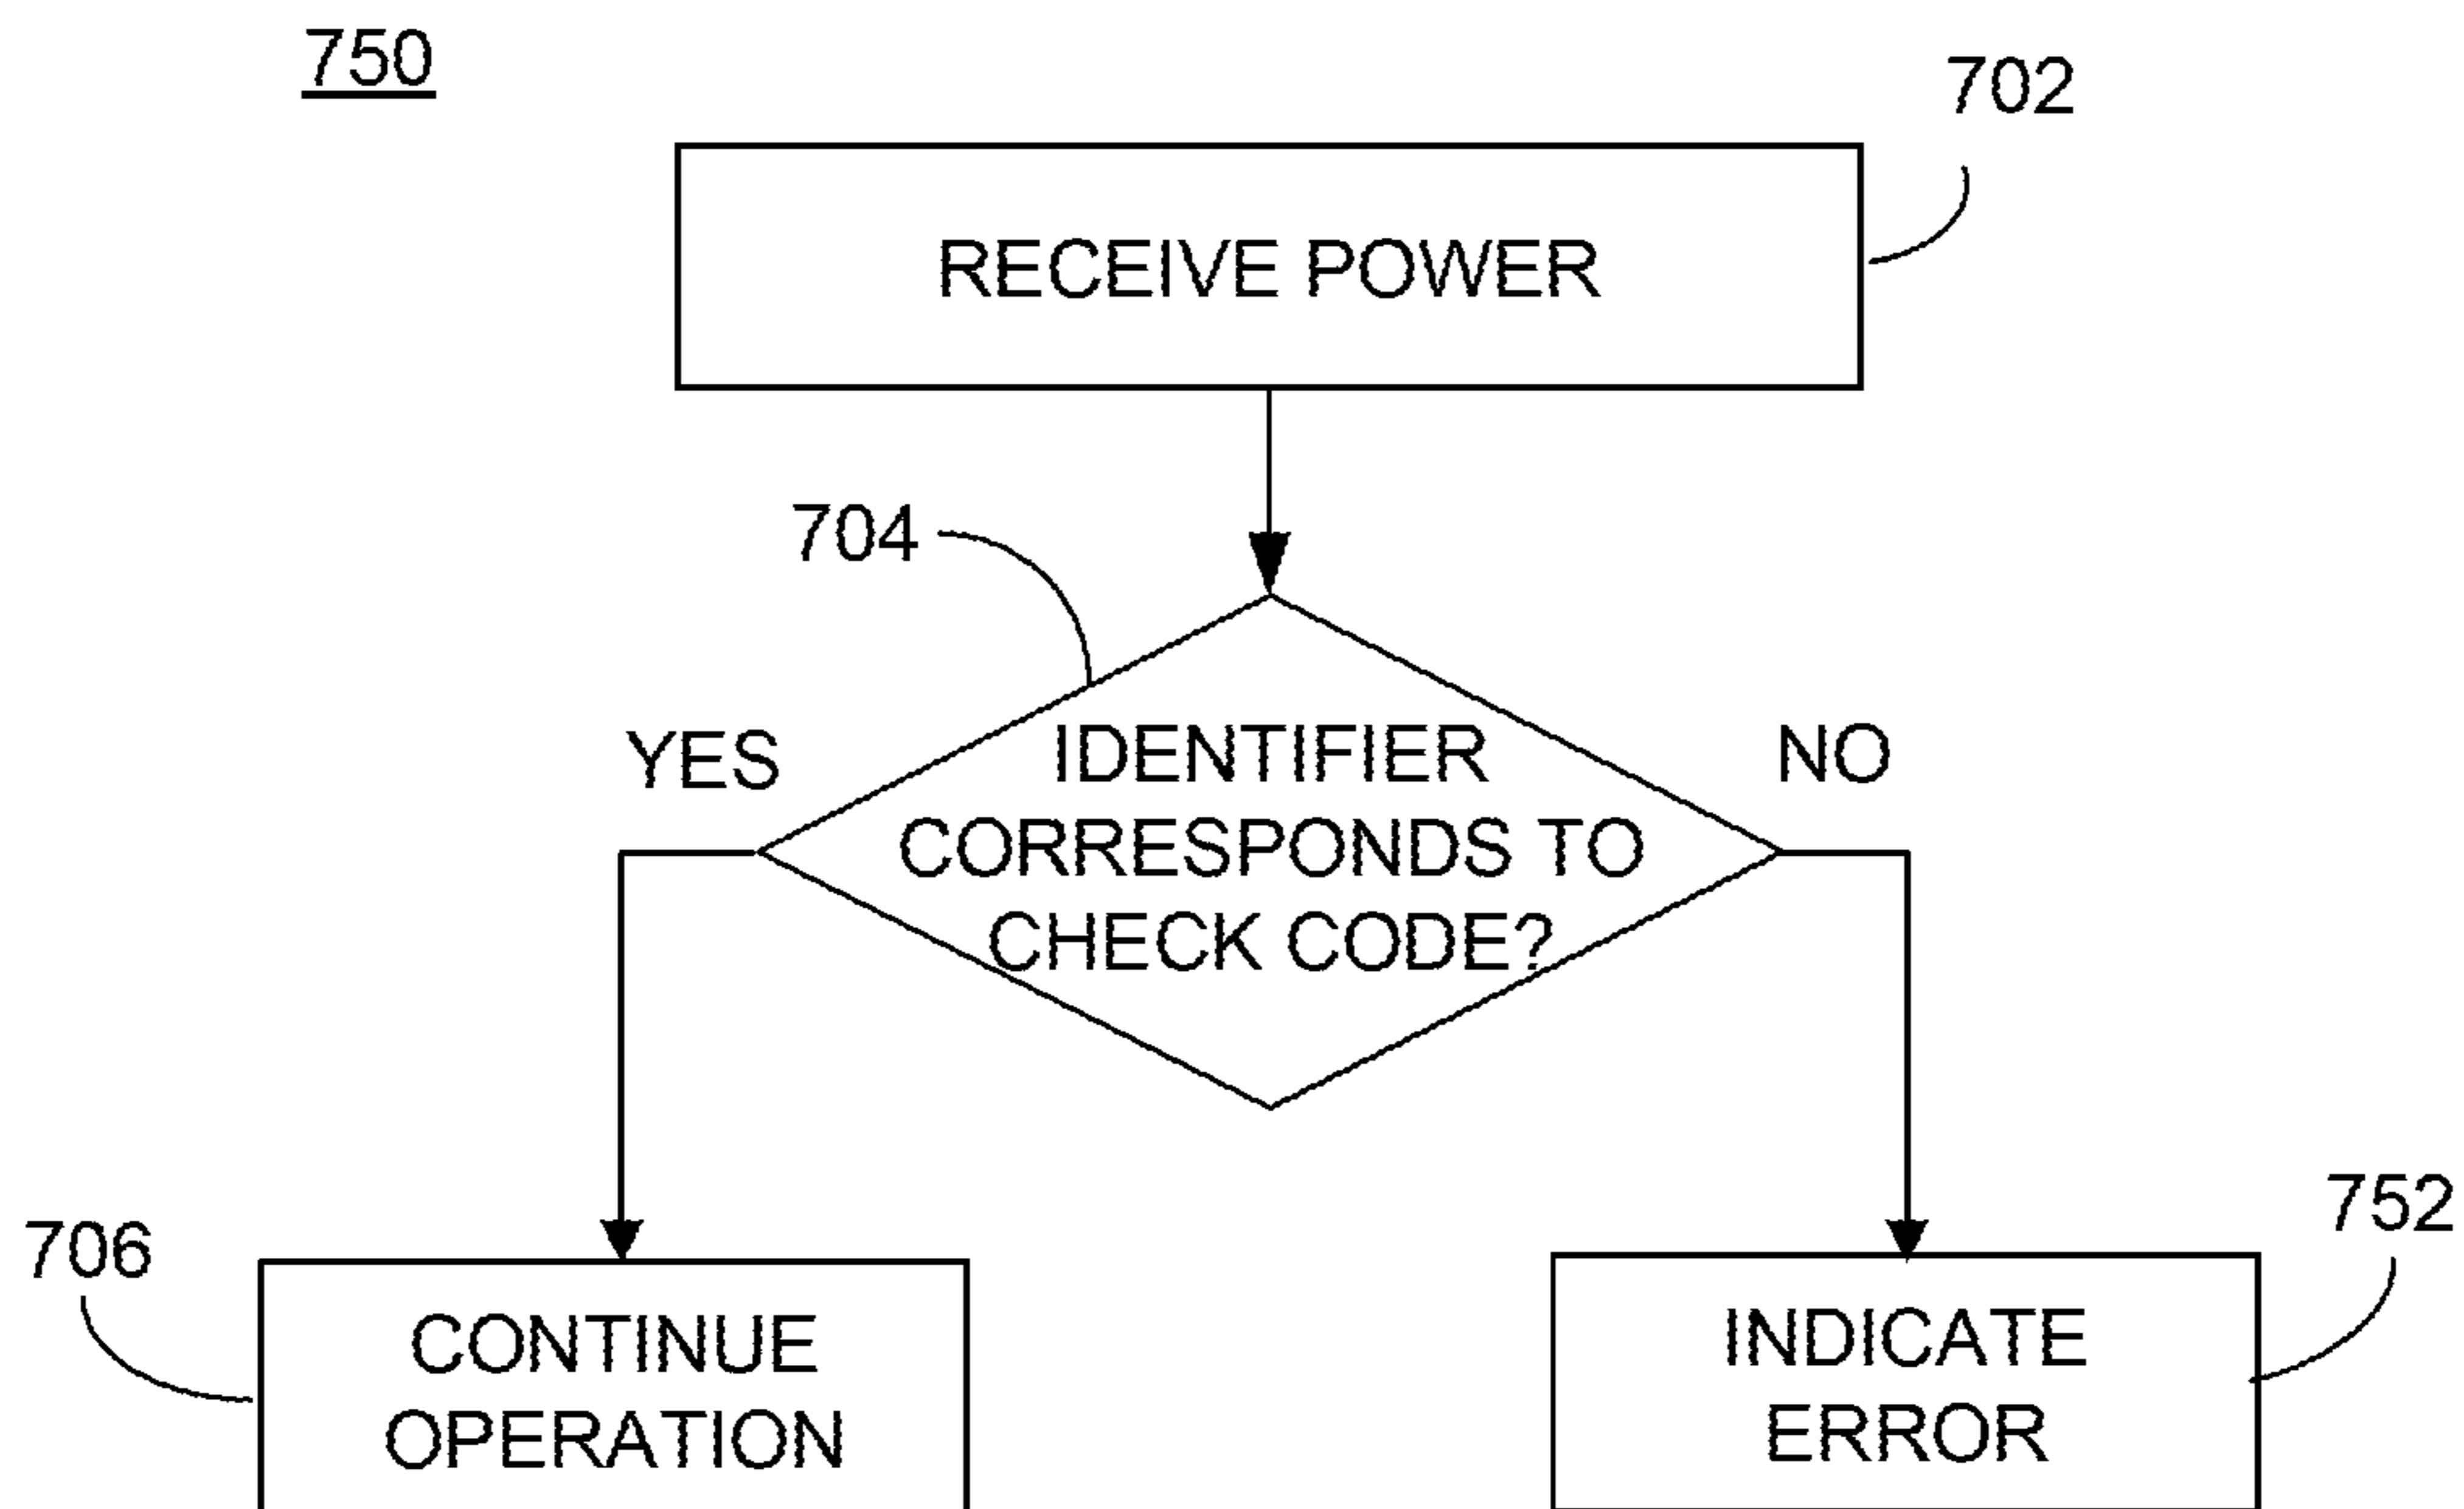 750
702
RECEIVE POWER
704
YES
IDENTIFIER
NO
CORRESPONDS TO
CHECK CODE?
706
752
CONTINUE
OPERATION
INDICATE
ERROR